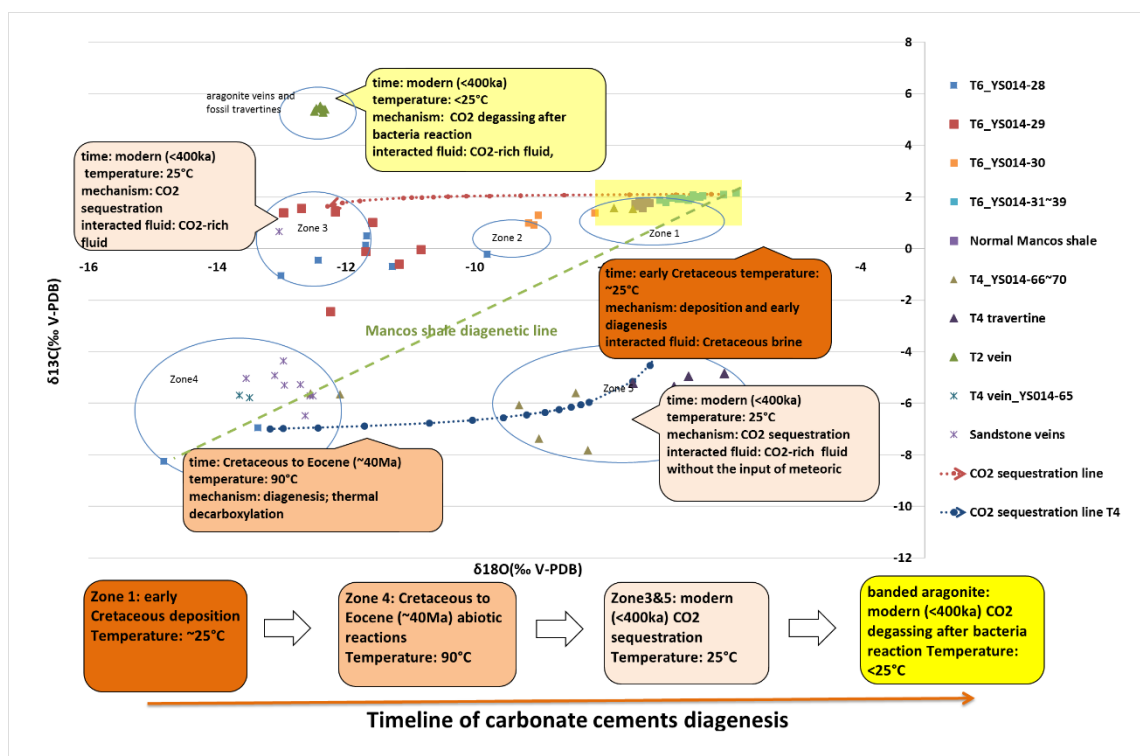 8
6
4
2
0
-2
-4
-6
-8
-10
-12
-16
-14
-12
-10
-4
δ13C(‰ V-PDB)
δ18O(‰ V-PDB)
aragonite veins and
fossil travertines
time: modern (<400ka)
temperature: <25°C
mechanism:  CO2 degassing after
bacteria reaction
interacted fluid: CO2-rich fluid,
time: modern (<400ka)
temperature: 25°C
mechanism: CO2
sequestration
interacted fluid: CO2-rich
fluid
Zone 3
Zone 2
Zone 1
time: early Cretaceous temperature:
~25°C
mechanism: deposition and early
diagenesis
interacted fluid: Cretaceous brine
Mancos shale diagenetic line
Zone4
Zone 5
time: modern (<400ka)
temperature: 25°C
mechanism: CO2 sequestration
interacted fluid: CO2-rich  fluid
without the input of meteoric
time: Cretaceous to Eocene (~40Ma)
temperature: 90°C
mechanism: diagenesis; thermal
decarboxylation
T6_YS014-28
T6_YS014-29
T6_YS014-30
T6_YS014-31~39
Normal Mancos shale
T4_YS014-66~70
T4 travertine
T2 vein
T4 vein_YS014-65
Sandstone veins
CO2 sequestration line
CO2 sequestration line T4
Zone 1: early
Cretaceous deposition
Temperature: ~25°C
Zone 4: Cretaceous to
Eocene (~40Ma) abiotic
reactions
Temperature: 90°C
Zone3&5: modern
(<400ka) CO2
sequestration
Temperature: 25°C
banded aragonite:
modern (<400ka) CO2
degassing after bacteria
reaction Temperature:
<25°C
Timeline of carbonate cements diagenesis